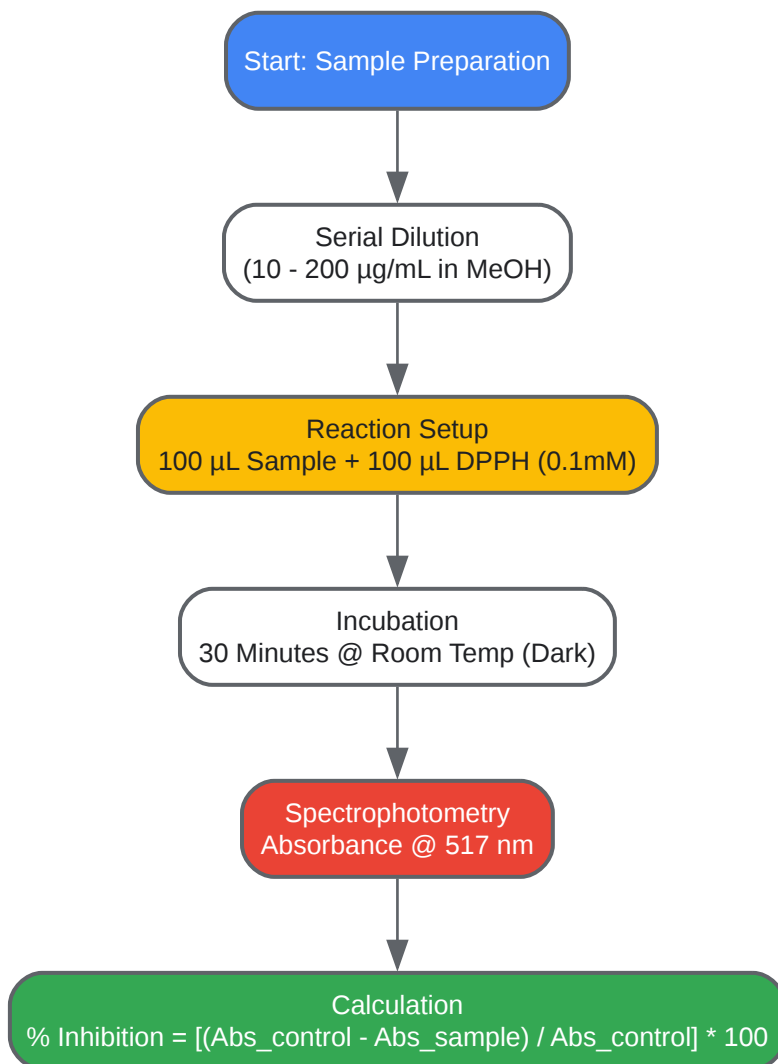 Start: Sample Preparation
Serial Dilution
(10 - 200 µg/mL in MeOH)
Reaction Setup
100 µL Sample + 100 µL DPPH (0.1mM)
Incubation
30 Minutes @ Room Temp (Dark)
Spectrophotometry
Absorbance @ 517 nm
Calculation
% Inhibition = [(Abs_control - Abs_sample) / Abs_control] * 100